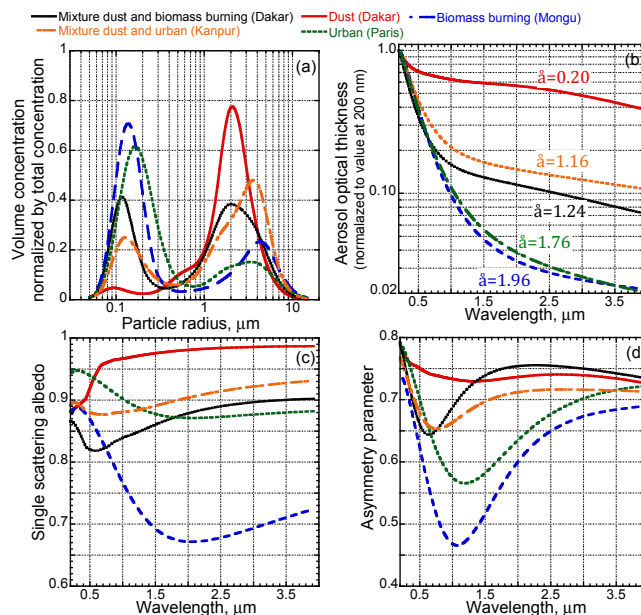 Mixture dust and biomass burning (Dakar) Dust (Dakar) Biomass burning (Mongu)
Mixture dust and urban (Kanpur) Urban (Paris)
(a)
Volume concentration
normalized by total concentration
1.0
0.8
0.6
0.4
0.2
0
0.1 1 10
Particle radius, µm
(b)
Aerosol optical thickness
(normalazed to value at 200 nm)
1.0
0.10
0.02
å=0.20
å=1.16
å=1.24
å=1.76
å=1.96
0.5 1.5 2.5 3.5
Wavelength, µm
(c)
Single scattering albedo
1
0.9
0.8
0.7
0.6
0.5 1.5 2.5 3.5
Wavelength, µm
(d)
Asymmetry parameter
0.8
0.7
0.6
0.5
0.4
0.5 1.5 2.5 3.5
Wavelength, µm